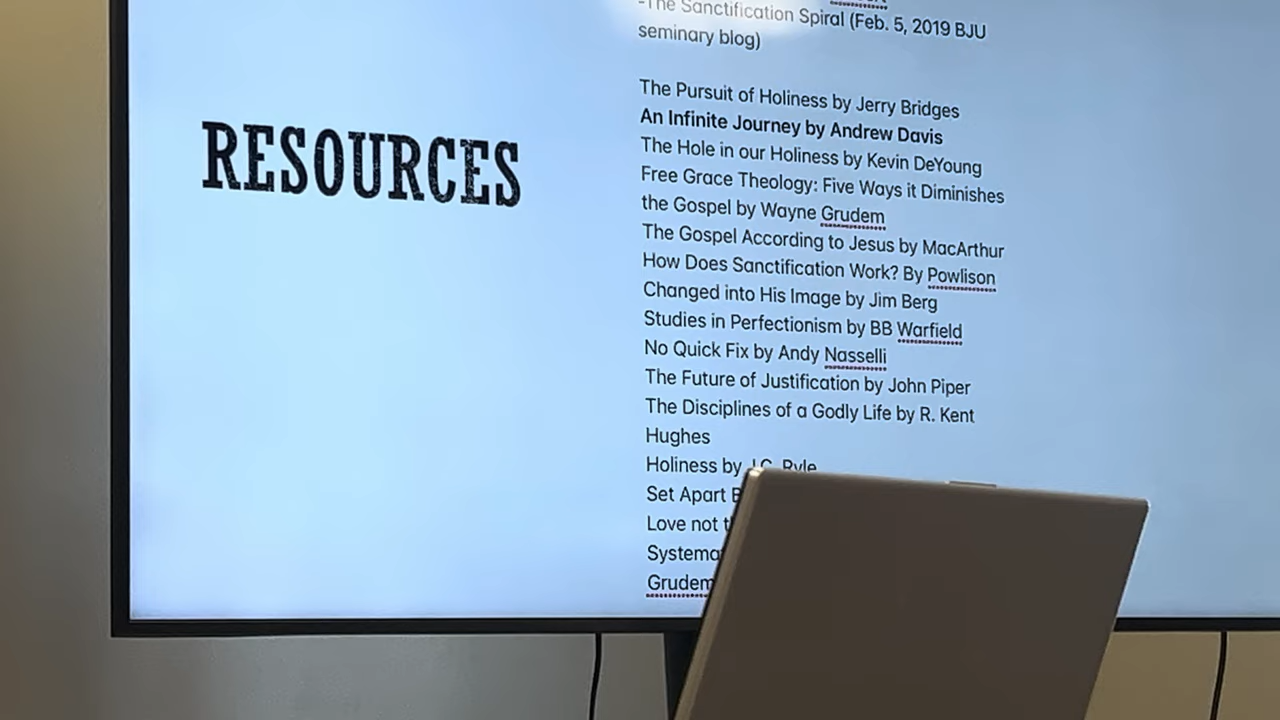 -The Sanctification Spiral (Feb. 5, 2019 BJU
seminary blog)
RESOURCES
The Pursuit of Holiness by Jerry Bridges
An Infinite Journey by Andrew Davis
The Hole in our Holiness by Kevin DeYoung
Free Grace Theology: Five Ways it Diminishes
the Gospel by Wayne Grudem
The Gospel According to Jesus by MacArthur
How Does Sanctification Work? By Powlison
Changed into His Image by Jim Berg
Studies in Perfectionism by BB Warfield
No Quick Fix by Andy Nasselli
The Future of Justification by John Piper
The Disciplines of a Godly Life by R. Kent
Hughes
Holiness by J.C. Ryle
Set Apart
Love not
Grudem